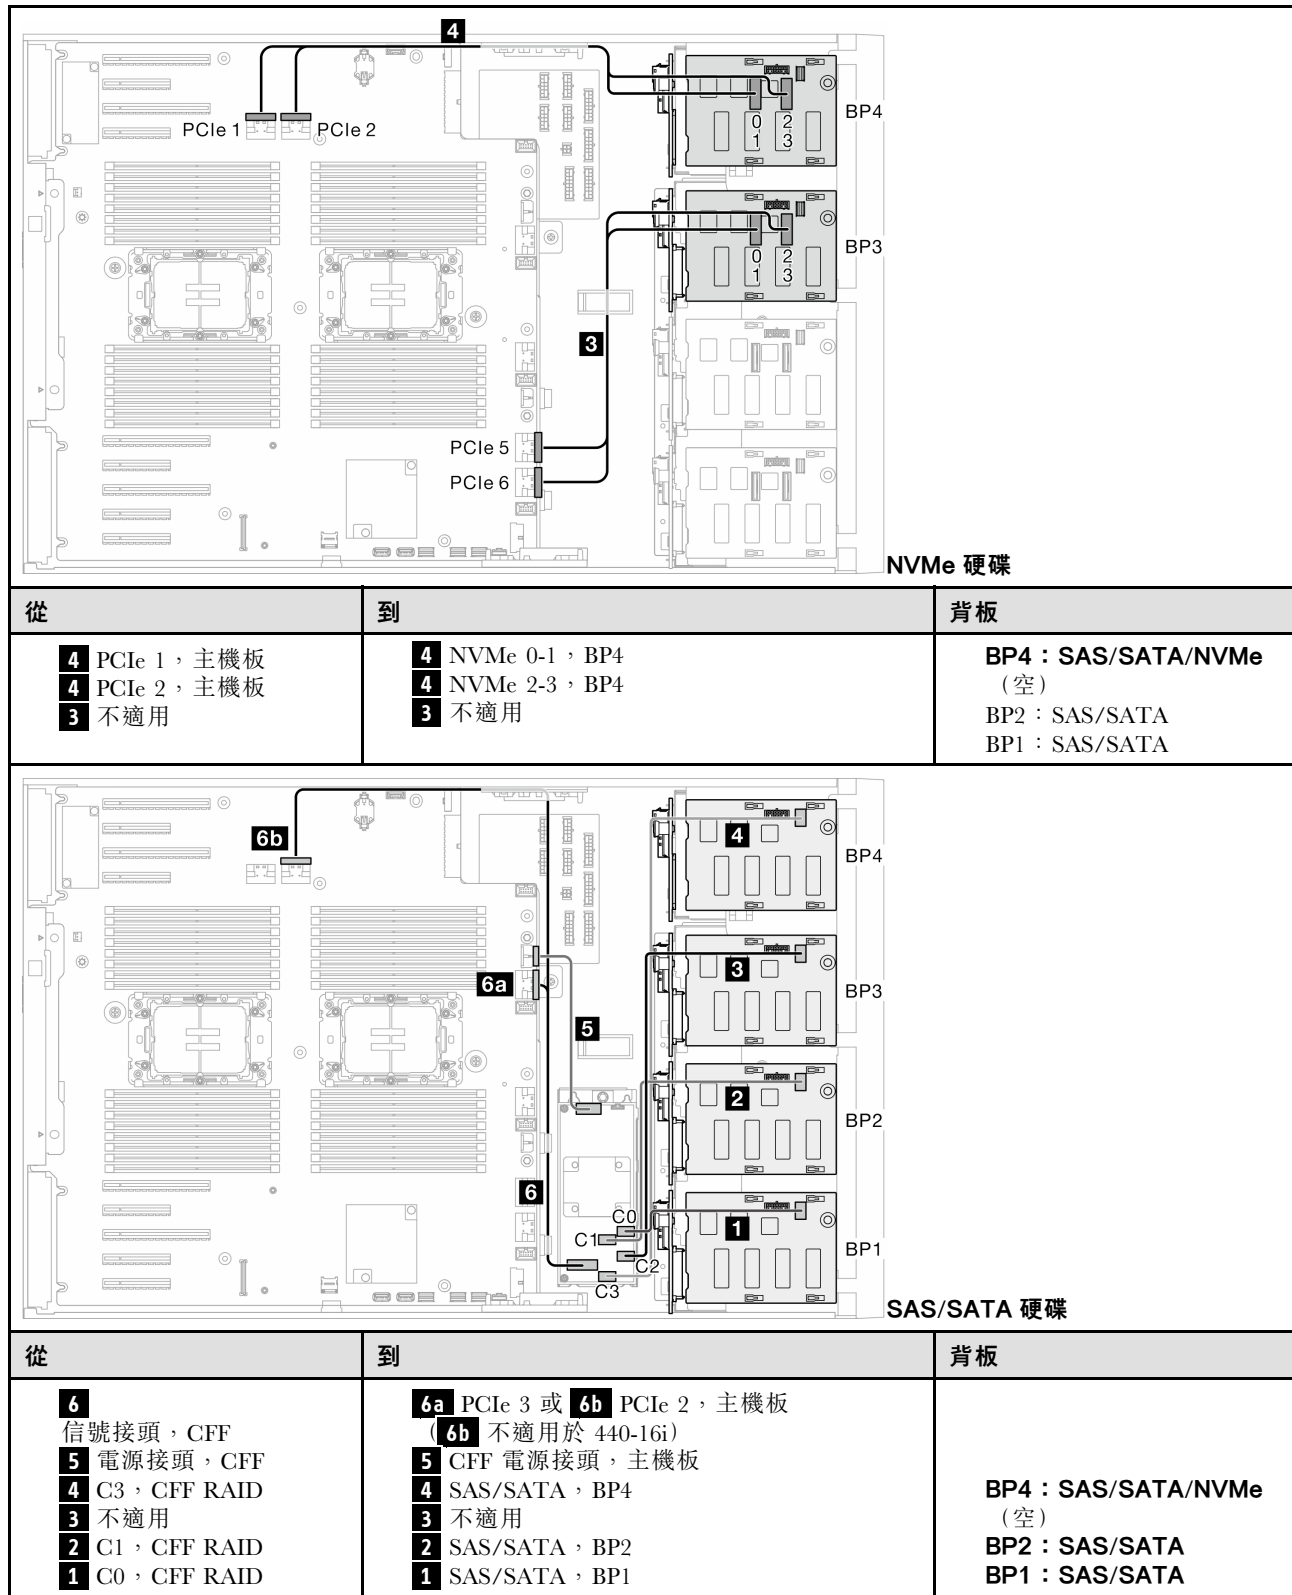 4
BP4
PCIe 1
PCIe 2
0 2
1 3
BP3
0 2
1 3
3
PCIe 5
PCIe 6
NVMe 硬碟
從 到 背板
4 PCIe 1，主機板
4 PCIe 2，主機板
3 不適用
4 NVMe 0-1，BP4
4 NVMe 2-3，BP4
3 不適用
BP4：SAS/SATA/NVMe
（空）
BP2：SAS/SATA
BP1：SAS/SATA
6b
4
BP4
3
6a
BP3
5
2
BP2
6
C0
1
C1
C2
BP1
C3
SAS/SATA 硬碟
從 到 背板
6
信號接頭，CFF
5 電源接頭，CFF
4 C3，CFF RAID
3 不適用
2 C1，CFF RAID
1 C0，CFF RAID
6a PCIe 3 或 6b PCIe 2，主機板
（6b 不適用於 440-16i）
5 CFF 電源接頭，主機板
4 SAS/SATA，BP4
3 不適用
2 SAS/SATA，BP2
1 SAS/SATA，BP1
BP4：SAS/SATA/NVMe
（空）
BP2：SAS/SATA
BP1：SAS/SATA